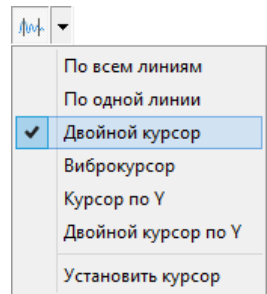 По всем линиям
По одной линии
Двойной курсор
Виброкурсор
Курсор по Y
Двойной курсор по Y
Установить курсор